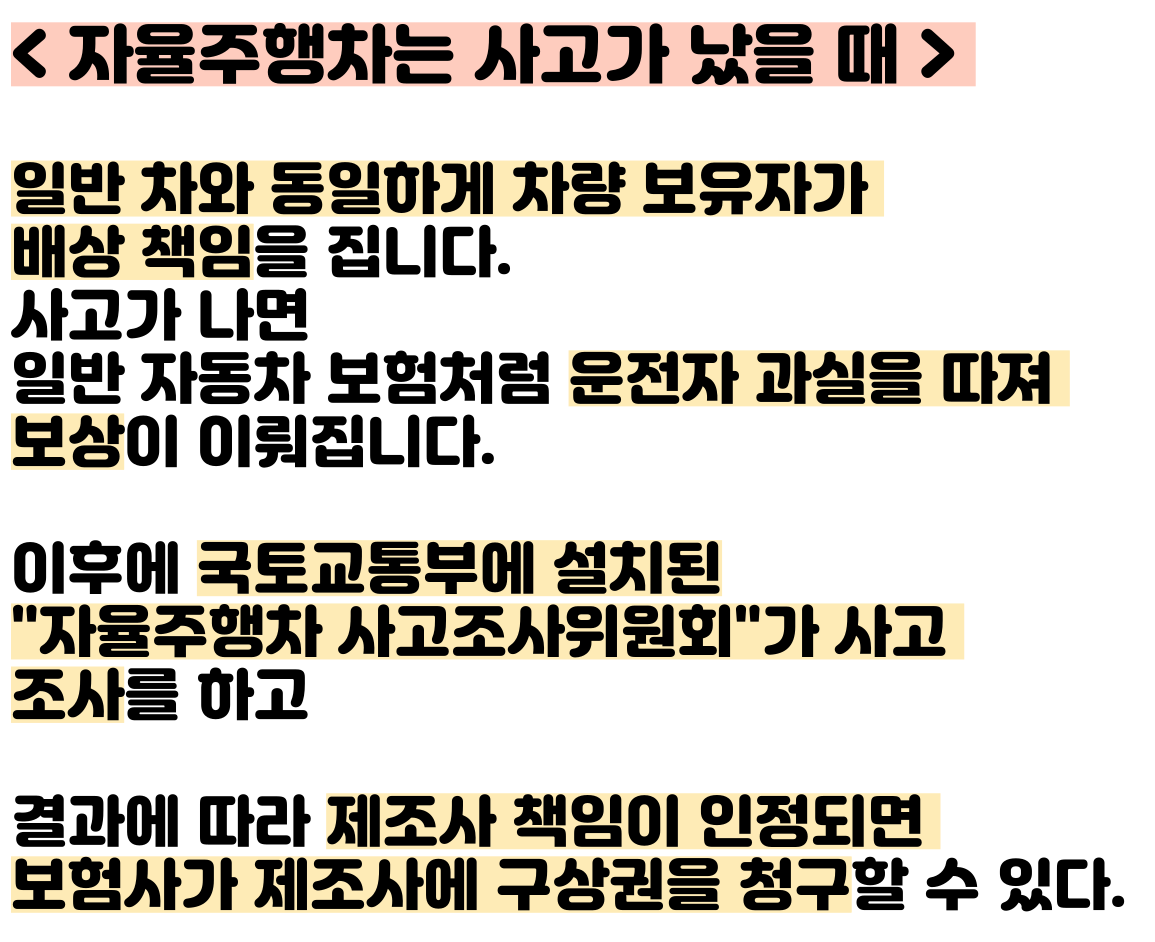 < 자율주행차는 사고가 났을 때 >
일반 차와 동일하게 차량 보유자가
배상 책임을 집니다.
사고가 나면
일반 자동차 보험처럼 운전자 과실을 따져
보상이 이뤄집니다.
이후에 국토교통부에 설치된
"자율주행차 사고조사위원회"가 사고
조사를 하고
결과에 따라 제조사 책임이 인정되면
보험사가 제조사에 구상권을 청구할 수 있다.